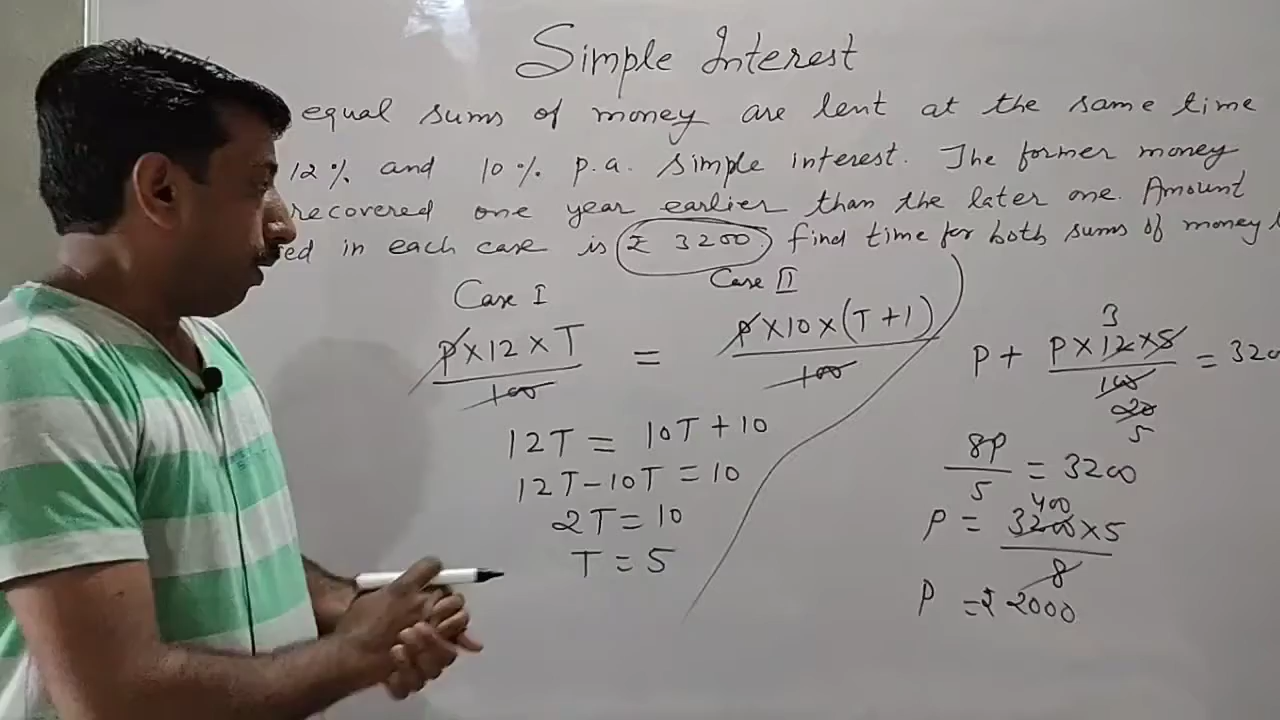 Simple Interest
equal sums of money are lent at the same time
12% and 10% p.a. simple interest. The former money
recovered one year earlier than the later one. Amount
ed in each case is ₹ 3200. find time for both sums of money
Case I
Case II
P×12×T/100 = P×10×(T+1)/100
12T = 10T+10
12T-10T = 10
2T = 10
T = 5
3
P + P×12×5/100 = 320
20
5
8P/5 = 3200
400
P = 3200×5/8
P = ₹ 2000